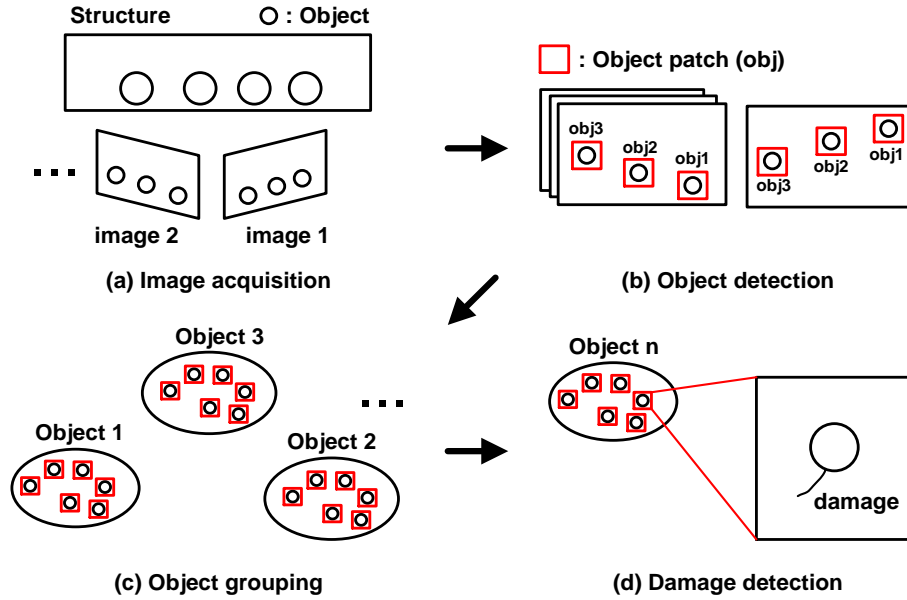 Structure
: Object
image 2
image 1
(a) Image acquisition
: Object patch (obj)
obj3
obj2
obj1
obj1
obj2
obj3
(b) Object detection
Object 3
Object 1
Object 2
(c) Object grouping
Object n
damage
(d) Damage detection